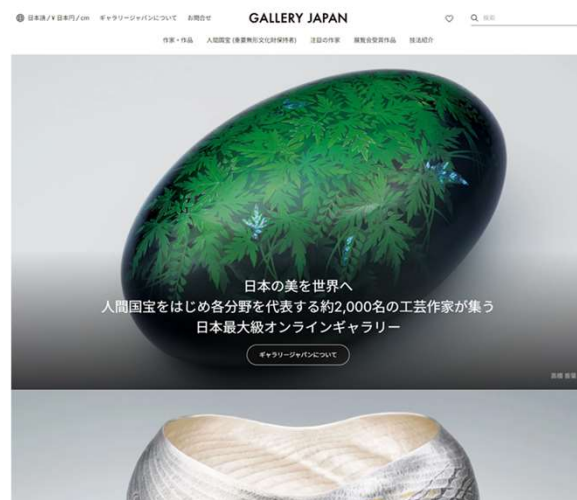 日本語 / ¥ 日本円 / cm ギャラリージャパンについて お問合せ GALLERY JAPAN 検索
作家・作品 人間国宝 (重要無形文化財保持者) 注目の作家 展覧会受賞作品 技法紹介
日本の美を世界へ
人間国宝をはじめ各分野を代表する約2,000名の工芸作家が集う
日本最大級オンラインギャラリー
ギャラリージャパンについて